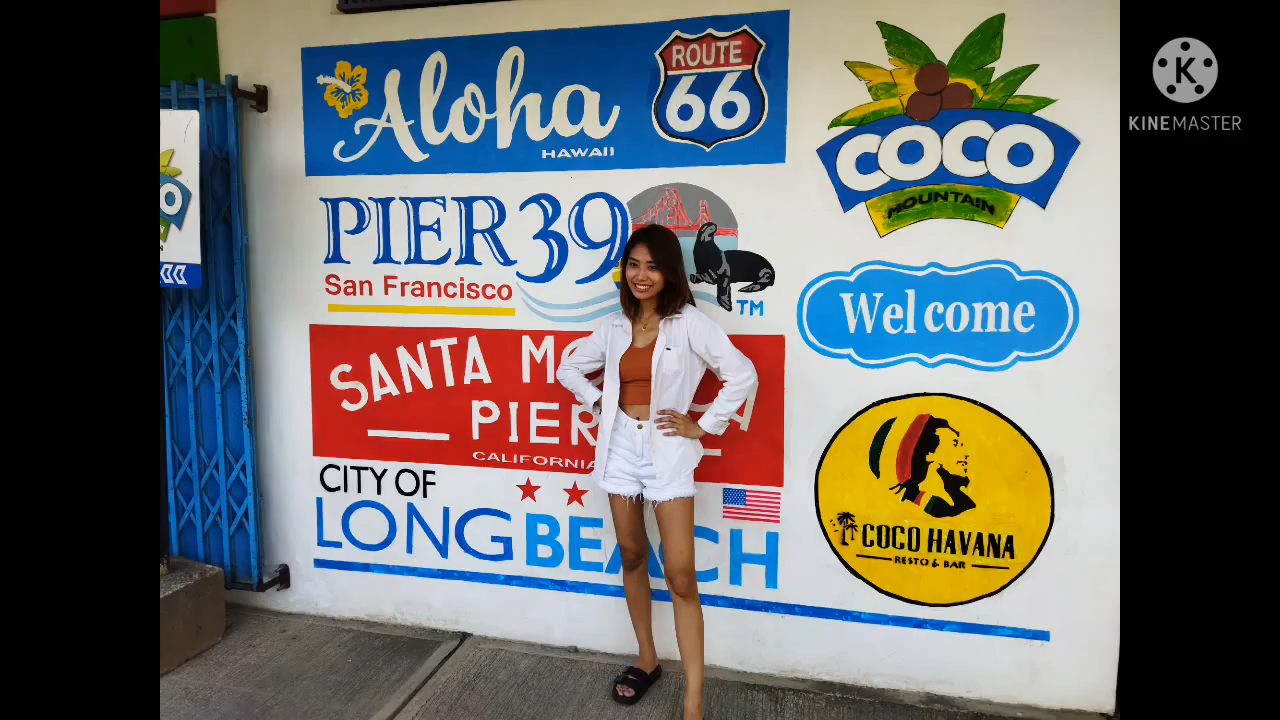 Aloha
HAWAII
ROUTE
66
PIER 39
San Francisco
TM
SANTA MO
PIER
CALIFORNIA
CITY OF
LONG BEACH
COCO
MOUNTAIN
Welcome
COCO HAVANA
RESTO & BAR
K
KINEMASTER